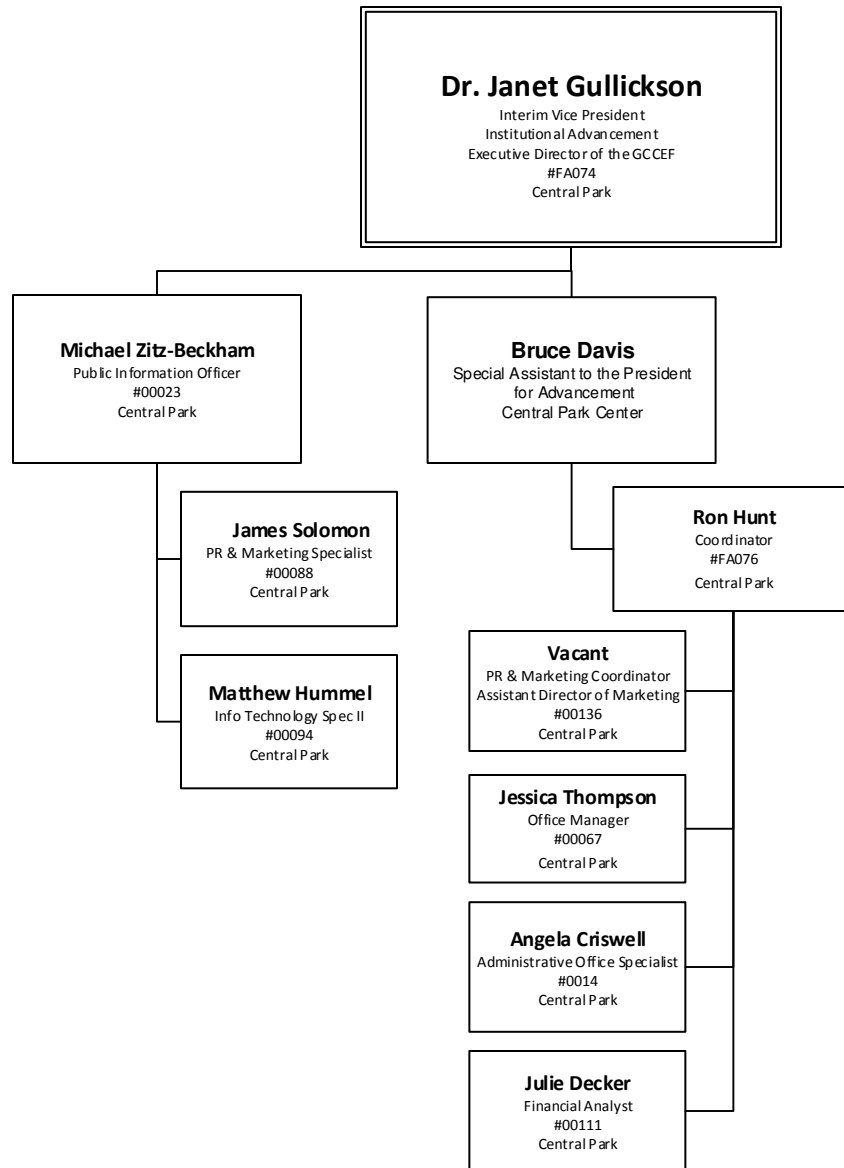 Dr. Janet Gullickson
Interim Vice President
Institutional Advancement
Executive Director of the GCCEF
#FA074
Central Park
Michael Zitz-Beckham
Public Information Officer
#00023
Central Park
James Solomon
PR & Marketing Specialist
#00088
Central Park
Matthew Hummel
Info Technology Spec II
#00094
Central Park
Bruce Davis
Special Assistant to the President
for Advancement
Central Park Center
Ron Hunt
Coordinator
#FA076
Central Park
Vacant
PR & Marketing Coordinator
Assistant Director of Marketing
#00136
Central Park
Jessica Thompson
Office Manager
#00067
Central Park
Angela Criswell
Administrative Office Specialist
#0014
Central Park
Julie Decker
Financial Analyst
#00111
Central Park